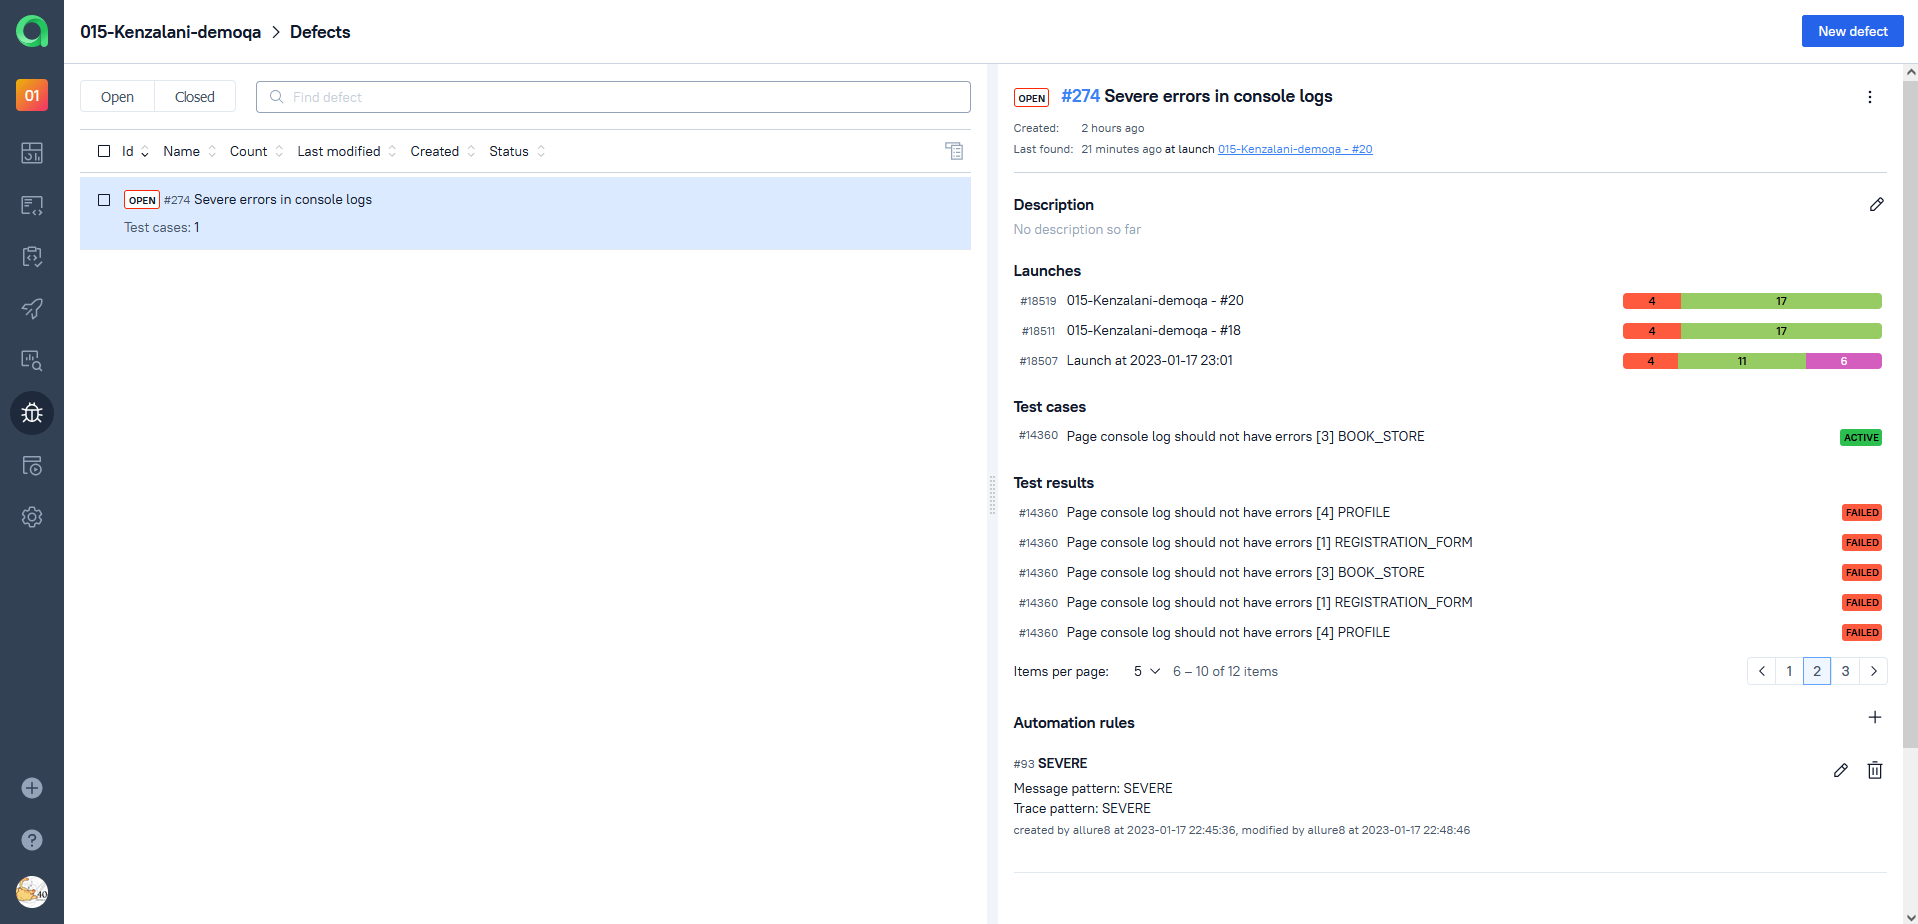 015-Kenzalani-demoqa > Defects
New defect
01
Open Closed
Find defect
Id Name Count Last modified Created Status
OPEN #274 Severe errors in console logs
Test cases: 1
OPEN #274 Severe errors in console logs
Created: 2 hours ago
Last found: 21 minutes ago at launch 015-Kenzalani-demoqa - #20
Description
No description so far
Launches
#18519 015-Kenzalani-demoqa - #20 4 17
#18511 015-Kenzalani-demoqa - #18 4 17
#18507 Launch at 2023-01-17 23:01 4 11 6
Test cases
#14360 Page console log should not have errors [3] BOOK_STORE ACTIVE
Test results
#14360 Page console log should not have errors [4] PROFILE FAILED
#14360 Page console log should not have errors [1] REGISTRATION_FORM FAILED
#14360 Page console log should not have errors [3] BOOK_STORE FAILED
#14360 Page console log should not have errors [1] REGISTRATION_FORM FAILED
#14360 Page console log should not have errors [4] PROFILE FAILED
Items per page: 5 6 – 10 of 12 items 1 2 3
Automation rules
#93 SEVERE
Message pattern: SEVERE
Trace pattern: SEVERE
created by allure8 at 2023-01-17 22:45:36, modified by allure8 at 2023-01-17 22:48:46